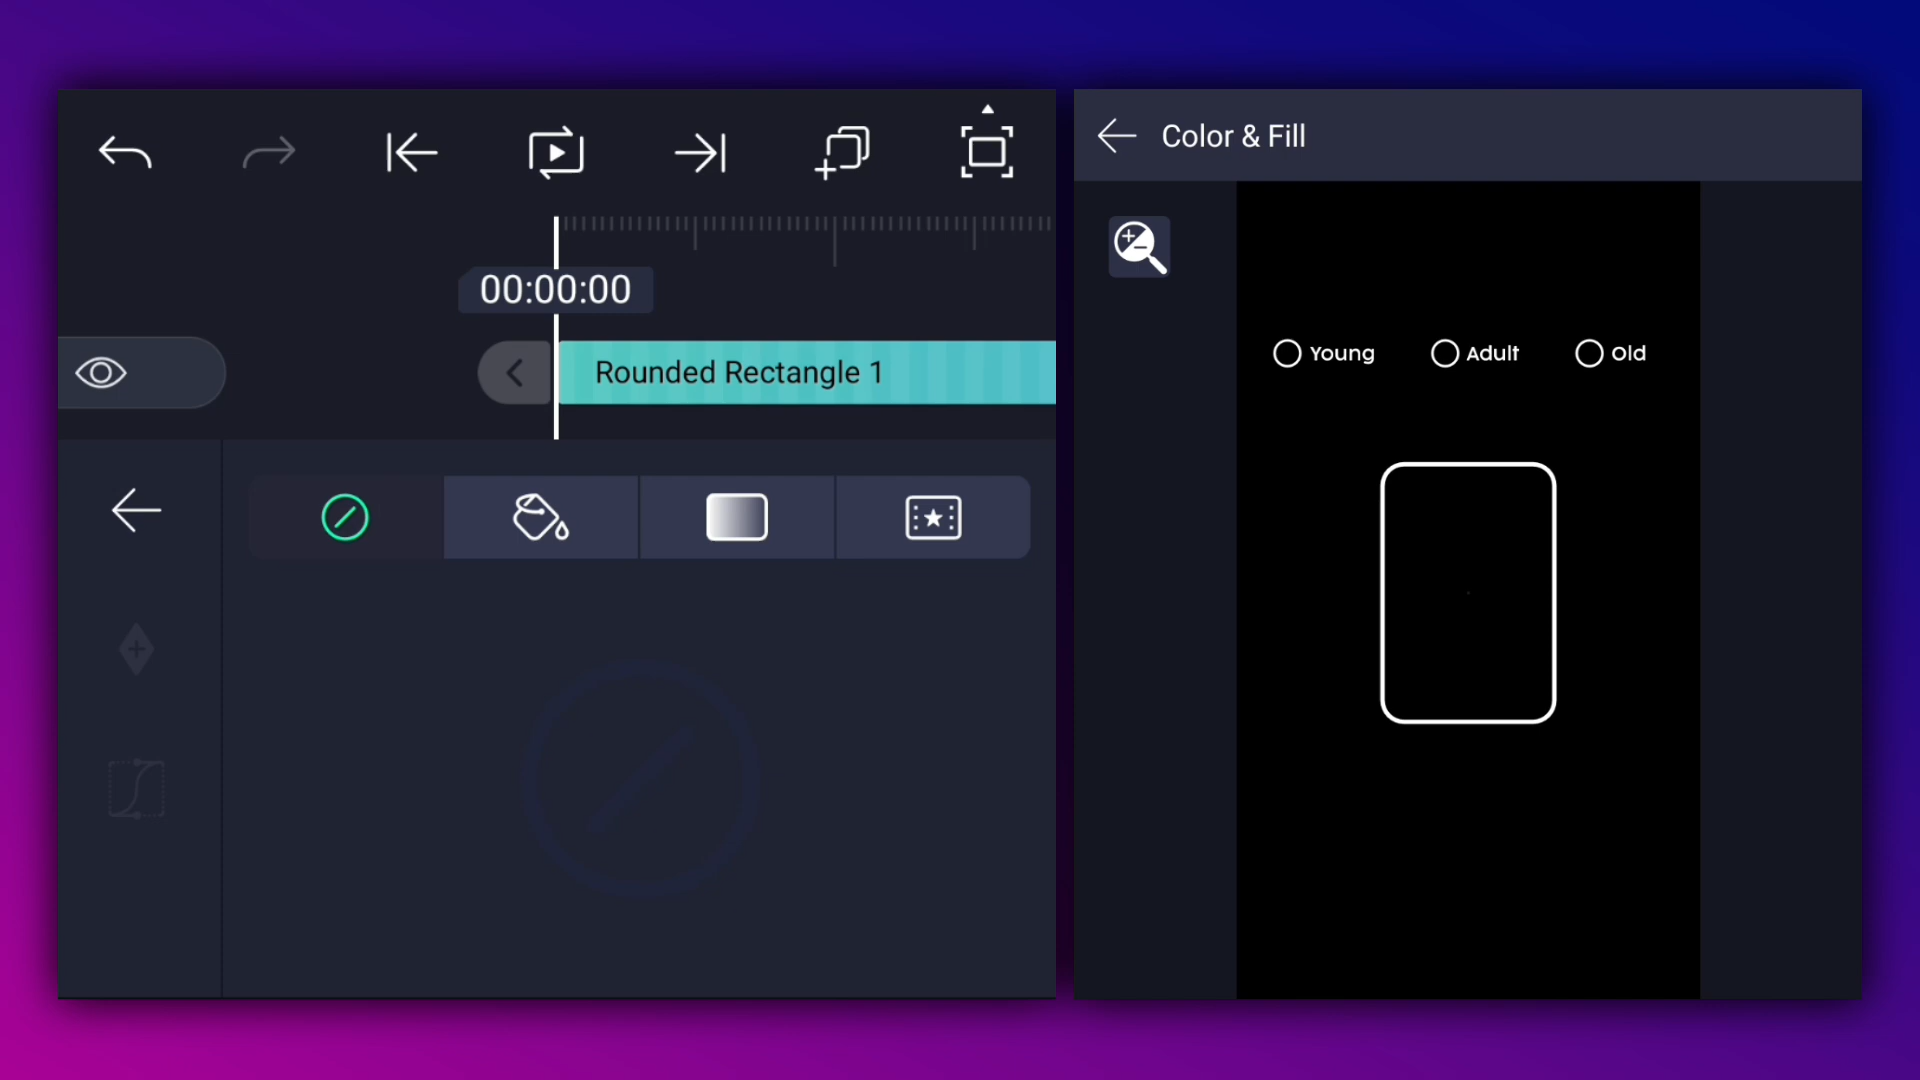 00:00:00
Rounded Rectangle 1
Color & Fill
Young
Adult
Old